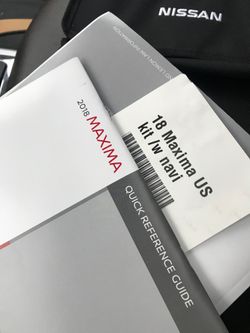 NISSAN
18 Maxima US
kit /w navi
2018 MAXIMA
QUICK REFERENCE GUIDE